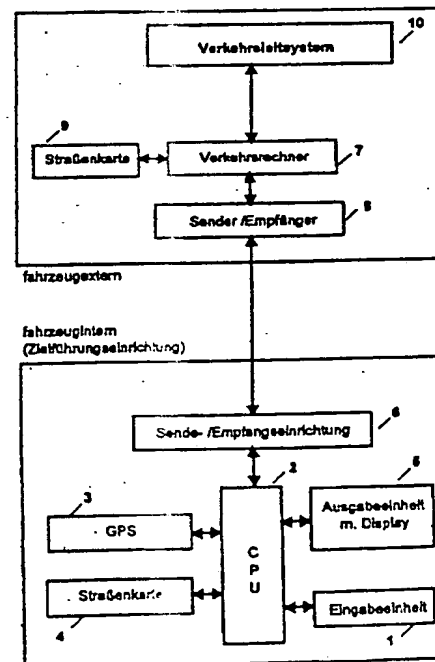 10
Verkehrsleitsystem
9
Straßenkarte
Verkehrsrechner
7
Sender /Empfänger
8
fahrzeugextern
fahrzeugintern
(Zielführungseinrichtung)
6
Sende- /Empfangseinrichtung
2
5
3
GPS
CPU
Ausgabeeinheit
m. Display
Straßenkarte
4
Eingabeeinheit
1